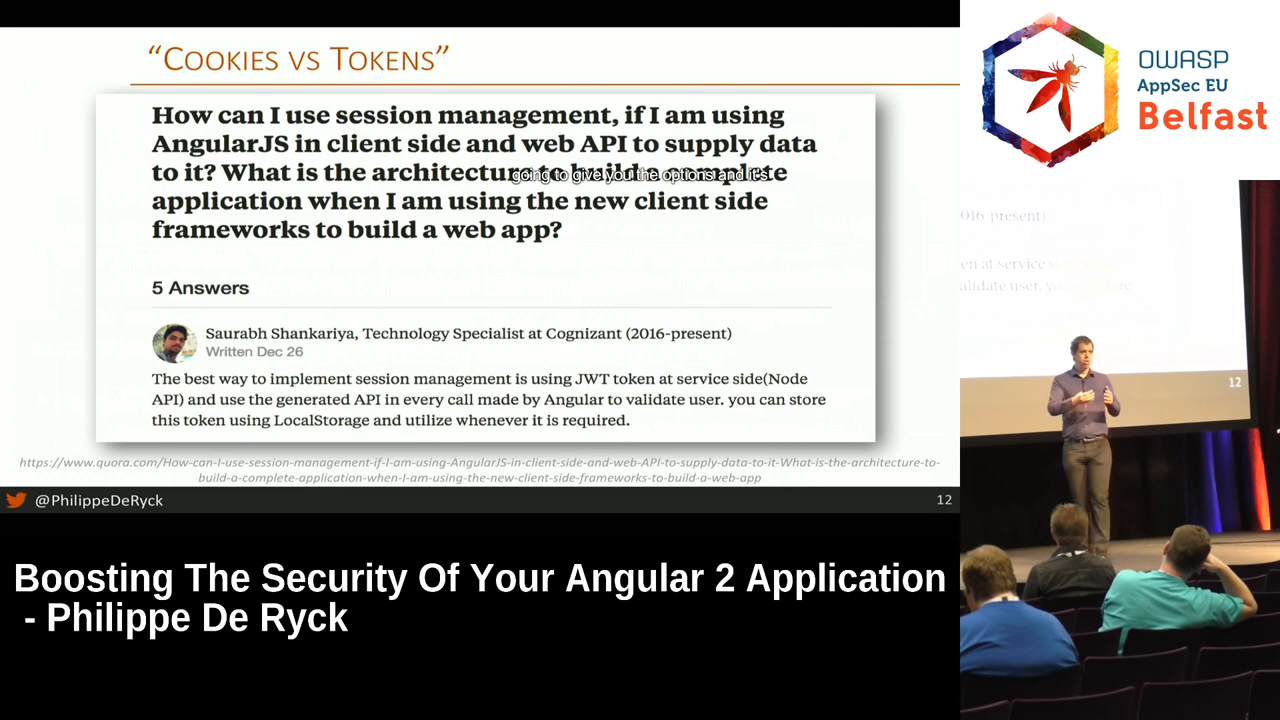 “COOKIES VS TOKENS”
How can I use session management, if I am using
AngularJS in client side and web API to supply data
to it? What is the architecture to build a complete
application when I am using the new client side
frameworks to build a web app?
going to give you the options and it's
5 Answers
Saurabh Shankariya, Technology Specialist at Cognizant (2016-present)
Written Dec 26
The best way to implement session management is using JWT token at service side(Node
API) and use the generated API in every call made by Angular to validate user. you can store
this token using LocalStorage and utilize whenever it is required.
https://www.quora.com/How-can-I-use-session-management-if-I-am-using-AngularJS-in-client-side-and-web-API-to-supply-data-to-it-What-is-the-architecture-to-
build-a-complete-application-when-I-am-using-the-new-client-side-frameworks-to-build-a-web-app
@PhilippeDeRyck
12
Boosting The Security Of Your Angular 2 Application
- Philippe De Ryck
OWASP
AppSec EU
Belfast
016-present)
en at service s
alidate user. y
12